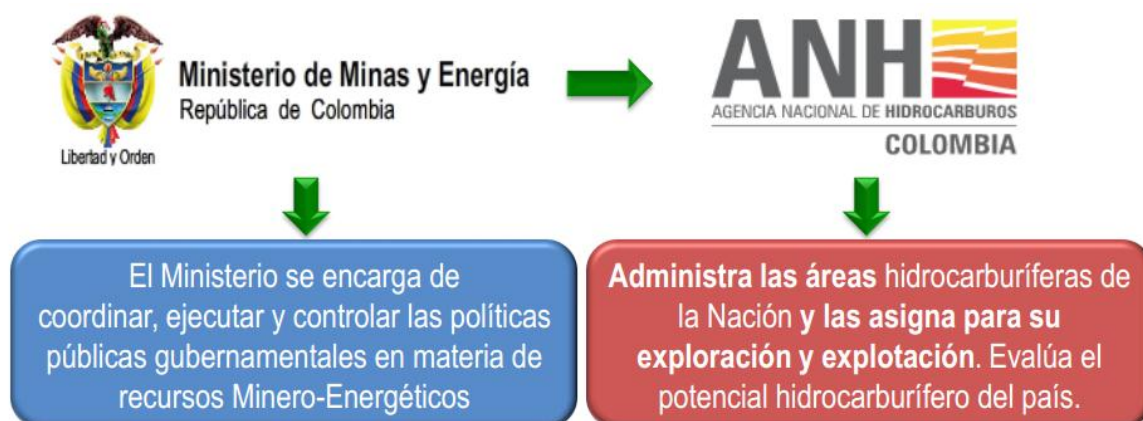 Ministerio de Minas y Energía
República de Colombia
Libertad y Orden
ANH
AGENCIA NACIONAL DE HIDROCARBUROS
COLOMBIA
El Ministerio se encarga de
coordinar, ejecutar y controlar las políticas
públicas gubernamentales en materia de
recursos Minero-Energéticos
Administra las áreas hidrocarburíferas de
la Nación y las asigna para su
exploración y explotación. Evalúa el
potencial hidrocarburífero del país.